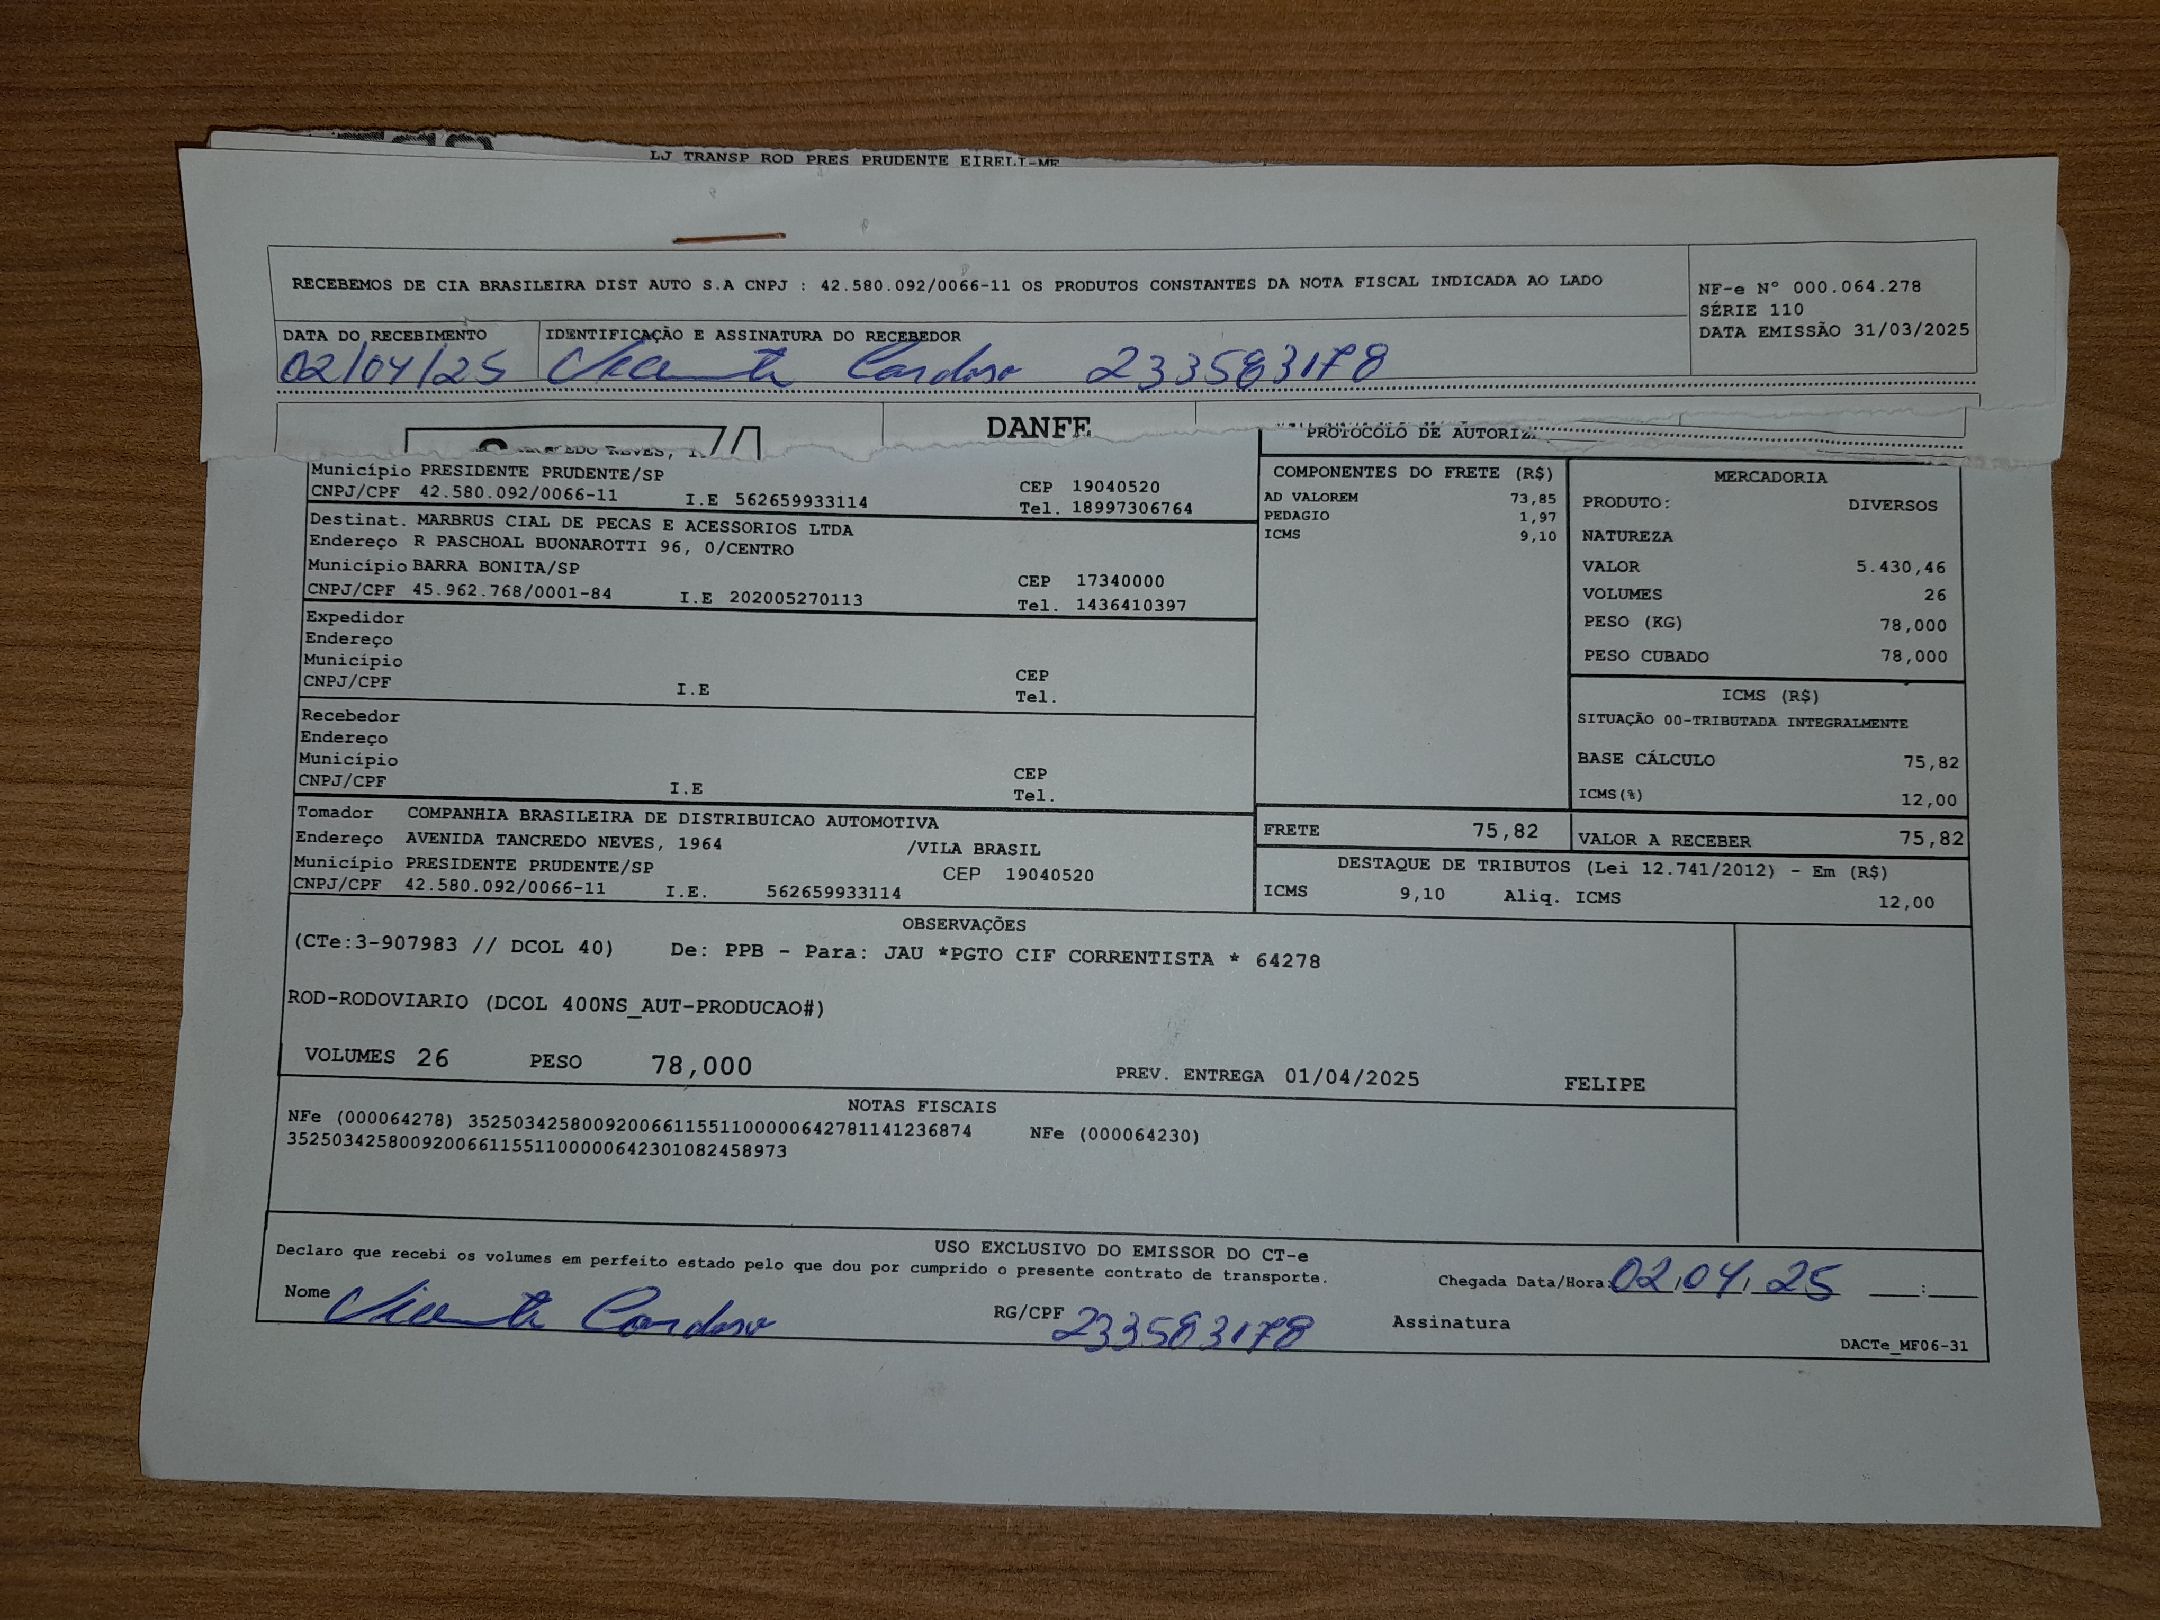 LJ TRANSP ROD PRES PRUDENTE EIRELI-ME
RECEBEMOS DE CIA BRASILEIRA DIST AUTO S.A CNPJ : 42.580.092/0066-11 OS PRODUTOS CONSTANTES DA NOTA FISCAL INDICADA AO LADO
NF-e Nº 000.064.278
SÉRIE 110
DATA EMISSÃO 31/03/2025
DATA DO RECEBIMENTO
IDENTIFICAÇÃO E ASSINATURA DO RECEBEDOR
02/04/25 Vicente Cardoso 233583178
DANFE
PROTOCOLO DE AUTORIZ
Município PRESIDENTE PRUDENTE/SP
CEP 19040520
CNPJ/CPF 42.580.092/0066-11 I.E 562659933114
Tel. 18997306764
Destinat. MARBRUS CIAL DE PECAS E ACESSORIOS LTDA
Endereço R PASCHOAL BUONAROTTI 96, 0/CENTRO
Município BARRA BONITA/SP
CEP 17340000
CNPJ/CPF 45.962.768/0001-84 I.E 202005270113
Tel. 1436410397
Expedidor
Endereço
Município
CEP
CNPJ/CPF I.E
Tel.
Recebedor
Endereço
Município
CEP
CNPJ/CPF I.E
Tel.
Tomador COMPANHIA BRASILEIRA DE DISTRIBUICAO AUTOMOTIVA
Endereço AVENIDA TANCREDO NEVES, 1964 /VILA BRASIL
Município PRESIDENTE PRUDENTE/SP CEP 19040520
CNPJ/CPF 42.580.092/0066-11 I.E. 562659933114
COMPONENTES DO FRETE (R$)
AD VALOREM 73,85
PEDAGIO 1,97
ICMS 9,10
MERCADORIA
PRODUTO: DIVERSOS
NATUREZA
VALOR 5.430,46
VOLUMES 26
PESO (KG) 78,000
PESO CUBADO 78,000
ICMS (R$)
SITUAÇÃO 00-TRIBUTADA INTEGRALMENTE
BASE CÁLCULO 75,82
ICMS(%) 12,00
FRETE 75,82
VALOR A RECEBER 75,82
DESTAQUE DE TRIBUTOS (Lei 12.741/2012) - Em (R$)
ICMS 9,10 Aliq. ICMS 12,00
OBSERVAÇÕES
(CTe:3-907983 // DCOL 40) De: PPB - Para: JAU *PGTO CIF CORRENTISTA * 64278
ROD-RODOVIARIO (DCOL 400NS_AUT-PRODUCAO#)
VOLUMES 26 PESO 78,000 PREV. ENTREGA 01/04/2025 FELIPE
NOTAS FISCAIS
NFe (000064278) 35250342580092006611551100000642781141236874 NFe (000064230)
35250342580092006611551100000642301082458973
USO EXCLUSIVO DO EMISSOR DO CT-e
Declaro que recebi os volumes em perfeito estado pelo que dou por cumprido o presente contrato de transporte.
Chegada Data/Hora: 02/04/25 :
Nome Vicente Cardoso RG/CPF 233583178 Assinatura
DACTe_MF06-31